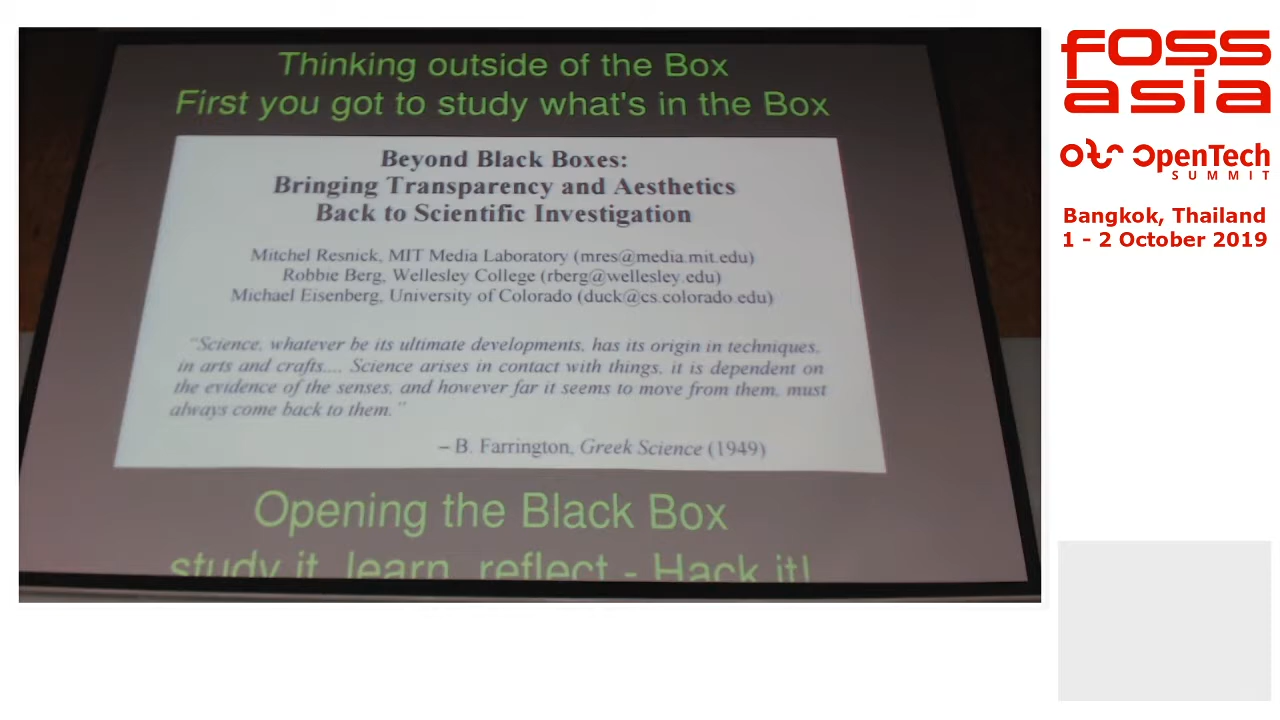 Thinking outside of the Box
First you got to study what's in the Box
Beyond Black Boxes:
Bringing Transparency and Aesthetics
Back to Scientific Investigation
Mitchel Resnick, MIT Media Laboratory (mres@media.mit.edu)
Robbie Berg, Wellesley College (rberg@wellesley.edu)
Michael Eisenberg, University of Colorado (duck@cs.colorado.edu)
"Science, whatever be its ultimate developments, has its origin in techniques,
in arts and crafts.... Science arises in contact with things, it is dependent on
the evidence of the senses, and however far it seems to move from them, must
always come back to them."
– B. Farrington, Greek Science (1949)
Opening the Black Box
study it, learn, reflect - Hack it!
FOSS
asia
OpenTech
SUMMIT
Bangkok, Thailand
1 - 2 October 2019